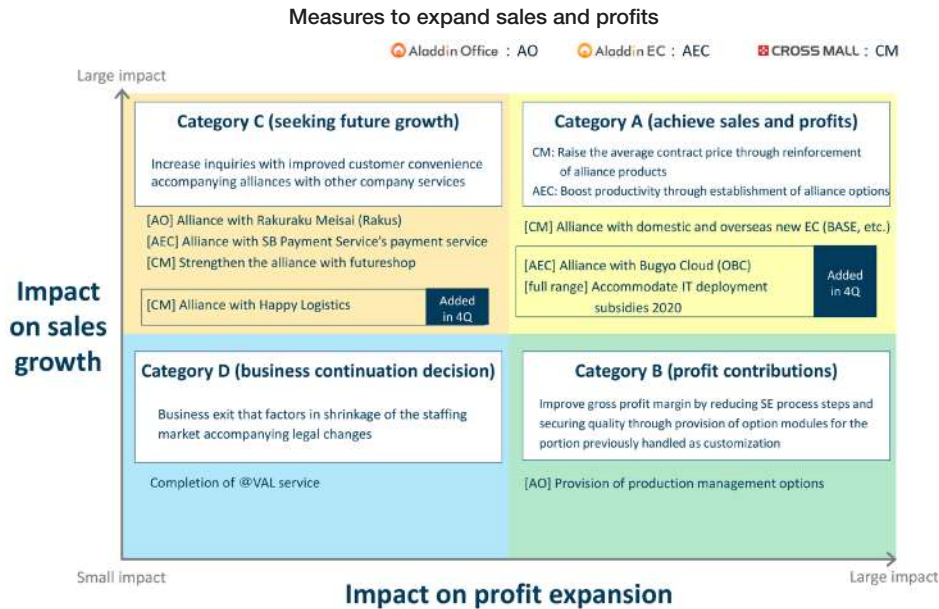 Measures to expand sales and profits
Aladdin Office : AO
Aladdin EC : AEC
CROSS MALL : CM
Large impact
Category C (seeking future growth)
Increase inquiries with improved customer convenience
accompanying alliances with other company services
[AO] Alliance with Rakuraku Meisai (Rakus)
[AEC] Alliance with SB Payment Service's payment service
[CM] Strengthen the alliance with futureshop
[CM] Alliance with Happy Logistics
Added
in 4Q
Category A (achieve sales and profits)
CM: Raise the average contract price through reinforcement
of alliance products
AEC: Boost productivity through establishment of alliance options
[CM] Alliance with domestic and overseas new EC (BASE, etc.)
[AEC] Alliance with Bugyo Cloud (OBC)
[full range] Accommodate IT deployment
subsidies 2020
Added
in 4Q
Impact
on sales
growth
Category D (business continuation decision)
Business exit that factors in shrinkage of the staffing
market accompanying legal changes
Completion of @VAL service
Category B (profit contributions)
Improve gross profit margin by reducing SE process steps and
securing quality through provision of option modules for the
portion previously handled as customization
[AO] Provision of production management options
Small impact
Impact on profit expansion
Large impact